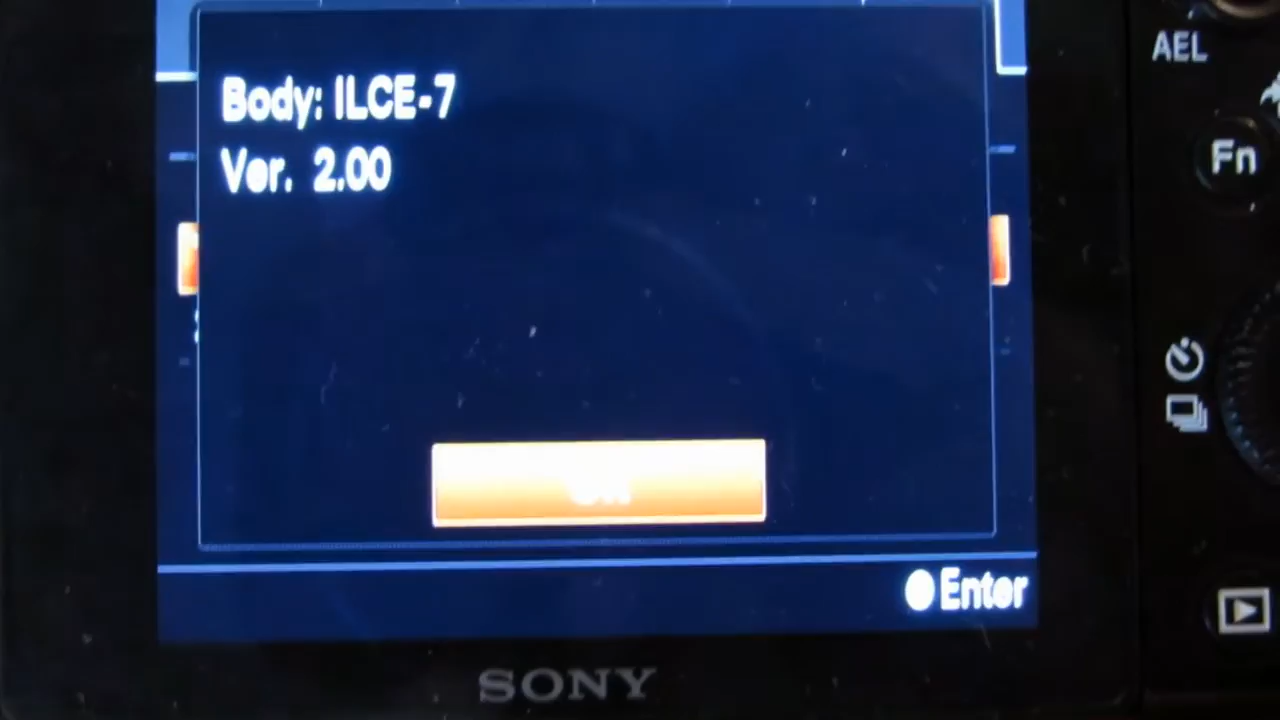 AEL
Body: ILCE-7
Ver. 2.00
Fn
Enter
SONY